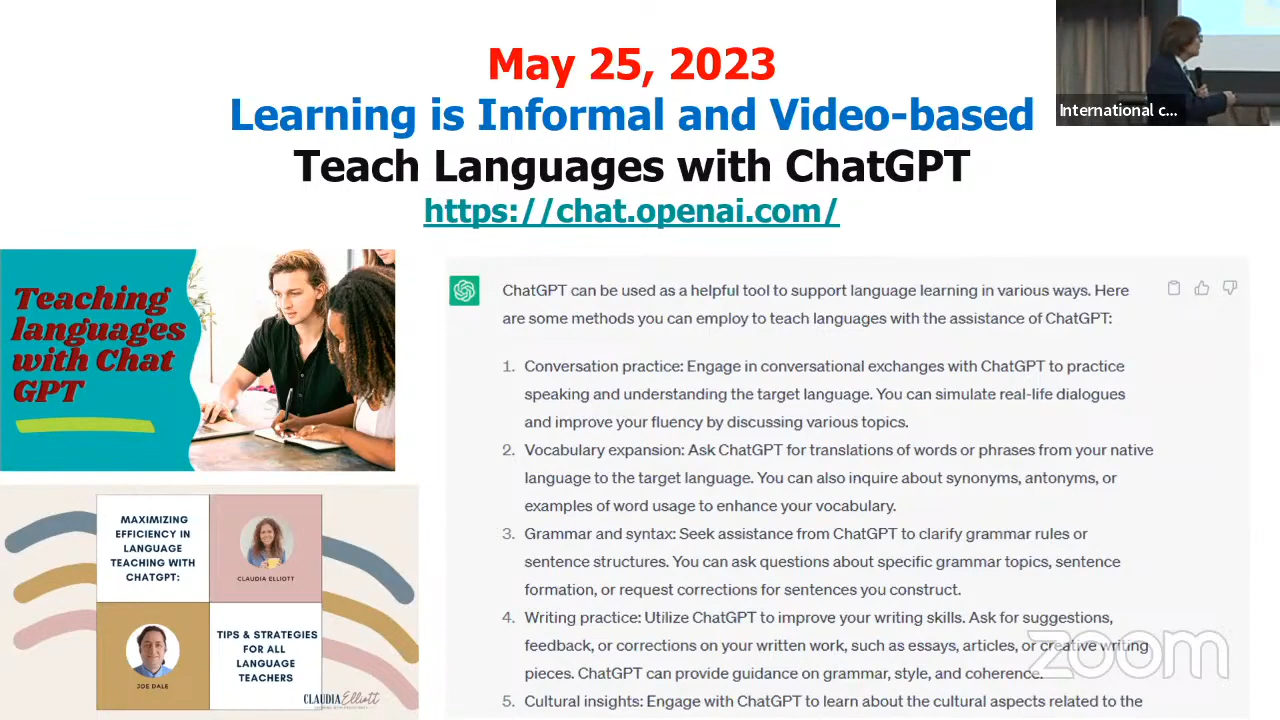 May 25, 2023
Learning is Informal and Video-based
Teach Languages with ChatGPT
https://chat.openai.com/
International c...
Teaching
languages
with Chat
GPT
MAXIMIZING
EFFICIENCY IN
LANGUAGE
TEACHING WITH
CHATGPT:
CLAUDIA ELLIOTT
JOE DALE
TIPS & STRATEGIES
FOR ALL
LANGUAGE
TEACHERS
CLAUDIA Elliott
ChatGPT can be used as a helpful tool to support language learning in various ways. Here
are some methods you can employ to teach languages with the assistance of ChatGPT:
1. Conversation practice: Engage in conversational exchanges with ChatGPT to practice
speaking and understanding the target language. You can simulate real-life dialogues
and improve your fluency by discussing various topics.
2. Vocabulary expansion: Ask ChatGPT for translations of words or phrases from your native
language to the target language. You can also inquire about synonyms, antonyms, or
examples of word usage to enhance your vocabulary.
3. Grammar and syntax: Seek assistance from ChatGPT to clarify grammar rules or
sentence structures. You can ask questions about specific grammar topics, sentence
formation, or request corrections for sentences you construct.
4. Writing practice: Utilize ChatGPT to improve your writing skills. Ask for suggestions,
feedback, or corrections on your written work, such as essays, articles, or creative writing
pieces. ChatGPT can provide guidance on grammar, style, and coherence.
5. Cultural insights: Engage with ChatGPT to learn about the cultural aspects related to the
zoom